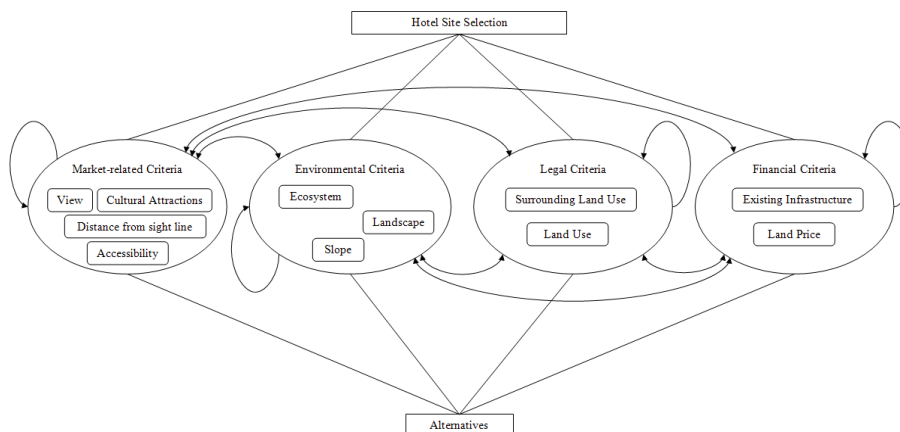 Hotel Site Selection
Market-related Criteria
View
Cultural Attractions
Distance from sight line
Accessibility
Environmental Criteria
Ecosystem
Landscape
Slope
Legal Criteria
Surrounding Land Use
Land Use
Financial Criteria
Existing Infrastructure
Land Price
Alternatives